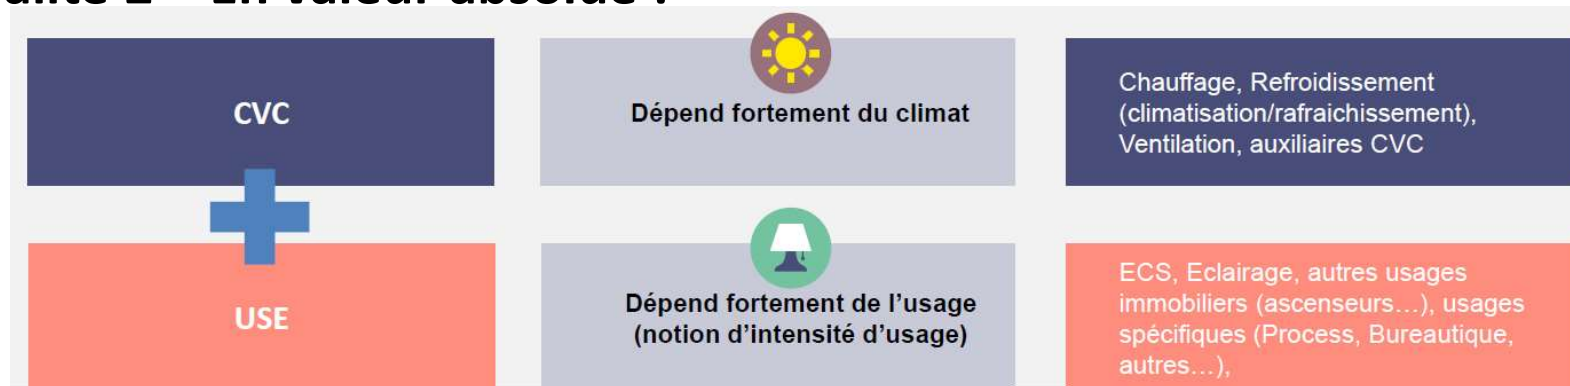 CVC
Dépend fortement du climat
Chauffage, Refroidissement
(climatisation/rafraichissement),
Ventilation, auxiliaires CVC
USE
Dépend fortement de l'usage
(notion d'intensité d'usage)
ECS, Eclairage, autres usages
immobiliers (ascenseurs…), usages
spécifiques (Process, Bureautique,
autres…),